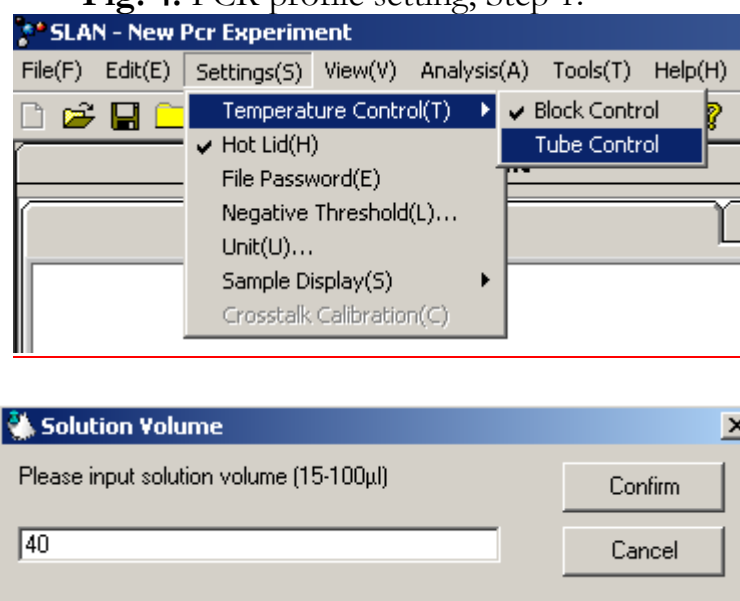 Fig. 4. PCR profile setting, Step 1.
SLAN - New Pcr Experiment
File(F) Edit(E) Settings(S) View(V) Analysis(A) Tools(T) Help(H)
Temperature Control(T)
Block Control
Tube Control
Hot Lid(H)
File Password(E)
Negative Threshold(L)...
Unit(U)...
Sample Display(S)
Crosstalk Calibration(C)
Solution Volume
Please input solution volume (15-100µl)
Confirm
40
Cancel